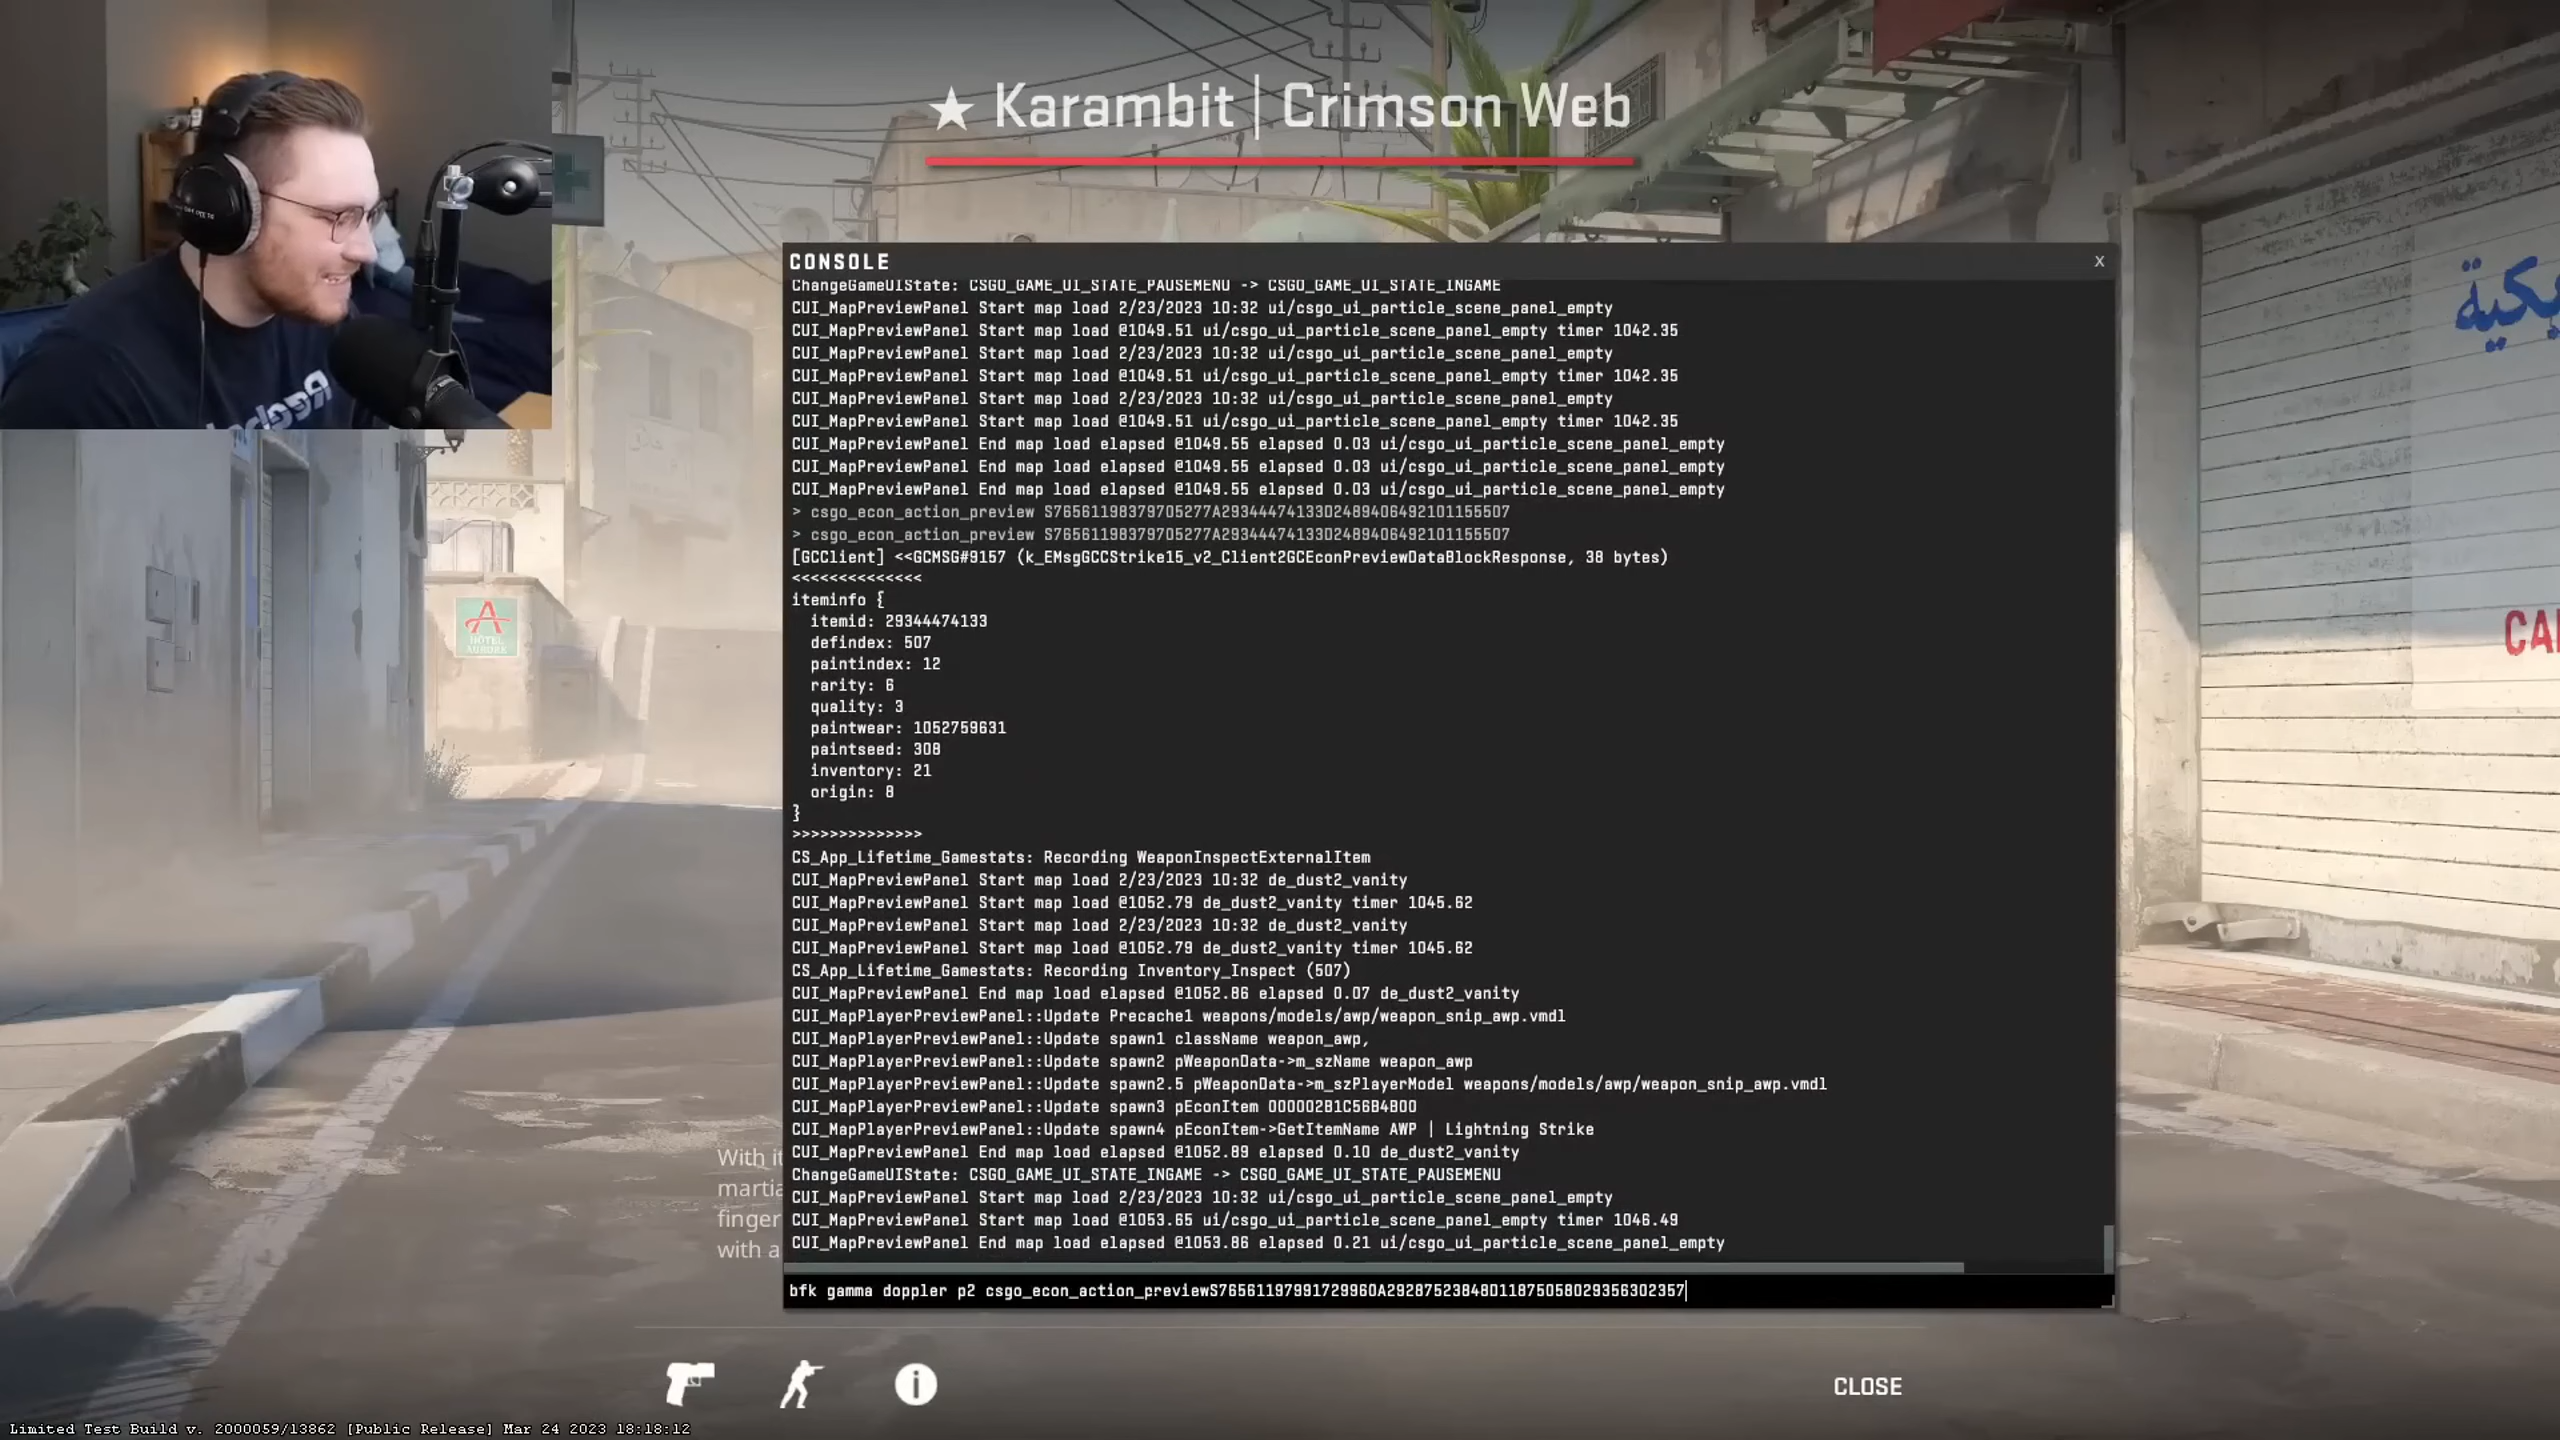 ★ Karambit | Crimson Web
CONSOLE
X
ChangeGameUIState: CSGO_GAME_UI_STATE_PAUSEMENU -> CSGO_GAME_UI_STATE_INGAME
CUI_MapPreviewPanel Start map load 2/23/2023 10:32 ui/csgo_ui_particle_scene_panel_empty
CUI_MapPreviewPanel Start map load @1049.51 ui/csgo_ui_particle_scene_panel_empty timer 1042.35
CUI_MapPreviewPanel Start map load 2/23/2023 10:32 ui/csgo_ui_particle_scene_panel_empty
CUI_MapPreviewPanel Start map load @1049.51 ui/csgo_ui_particle_scene_panel_empty timer 1042.35
CUI_MapPreviewPanel Start map load 2/23/2023 10:32 ui/csgo_ui_particle_scene_panel_empty
CUI_MapPreviewPanel Start map load @1049.51 ui/csgo_ui_particle_scene_panel_empty timer 1042.35
CUI_MapPreviewPanel End map load elapsed @1049.55 elapsed 0.03 ui/csgo_ui_particle_scene_panel_empty
CUI_MapPreviewPanel End map load elapsed @1049.55 elapsed 0.03 ui/csgo_ui_particle_scene_panel_empty
CUI_MapPreviewPanel End map load elapsed @1049.55 elapsed 0.03 ui/csgo_ui_particle_scene_panel_empty
> csgo_econ_action_preview S76561198379705277A29344474133D2489406492101155507
> csgo_econ_action_preview S76561198379705277A29344474133D2489406492101155507
[GCClient] <<GCMSG#9157 (k_EMsgGCCStrike15_v2_Client2GCEconPreviewDataBlockResponse, 38 bytes)
<<<<<<<<<<<<<<
iteminfo {
itemid: 29344474133
defindex: 507
paintindex: 12
rarity: 6
quality: 3
paintwear: 1052759631
paintseed: 308
inventory: 21
origin: 8
}
>>>>>>>>>>>>>>
CS_App_Lifetime_Gamestats: Recording WeaponInspectExternalItem
CUI_MapPreviewPanel Start map load 2/23/2023 10:32 de_dust2_vanity
CUI_MapPreviewPanel Start map load @1052.79 de_dust2_vanity timer 1045.62
CUI_MapPreviewPanel Start map load 2/23/2023 10:32 de_dust2_vanity
CUI_MapPreviewPanel Start map load @1052.79 de_dust2_vanity timer 1045.62
CS_App_Lifetime_Gamestats: Recording Inventory_Inspect (507)
CUI_MapPreviewPanel End map load elapsed @1052.86 elapsed 0.07 de_dust2_vanity
CUI_MapPlayerPreviewPanel::Update Precache1 weapons/models/awp/weapon_snip_awp.vmdl
CUI_MapPlayerPreviewPanel::Update spawn1 className weapon_awp,
CUI_MapPlayerPreviewPanel::Update spawn2 pWeaponData->m_szName weapon_awp
CUI_MapPlayerPreviewPanel::Update spawn2.5 pWeaponData->m_szPlayerModel weapons/models/awp/weapon_snip_awp.vmdl
CUI_MapPlayerPreviewPanel::Update spawn3 pEconItem 000002B1C56B4B00
CUI_MapPlayerPreviewPanel::Update spawn4 pEconItem->GetItemName AWP | Lightning Strike
CUI_MapPreviewPanel End map load elapsed @1052.89 elapsed 0.10 de_dust2_vanity
ChangeGameUIState: CSGO_GAME_UI_STATE_INGAME -> CSGO_GAME_UI_STATE_PAUSEMENU
CUI_MapPreviewPanel Start map load 2/23/2023 10:32 ui/csgo_ui_particle_scene_panel_empty
CUI_MapPreviewPanel Start map load @1053.65 ui/csgo_ui_particle_scene_panel_empty timer 1046.49
CUI_MapPreviewPanel End map load elapsed @1053.86 elapsed 0.21 ui/csgo_ui_particle_scene_panel_empty
bfk gamma doppler p2 csgo_econ_action_previewS76561197991729960A29287523848D11875058029356302357
With it
martia
finger
with a
A
HOTEL
AURORE
CAI
CLOSE
Limited Test Build v. 2000059/13862 [Public Release] Mar 24 2023 18:18:12